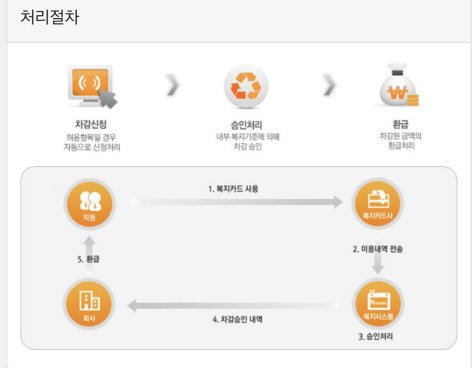 처리절차
차감신청
허용항목일 경우
자동으로 신청처리
승인처리
내부 복지기준에 의해
차감 승인
환급
차감된 금액의
환급처리
1. 복지카드 사용
직원
복지카드사
2. 이용내역 전송
5. 환급
회사
4. 차감승인 내역
복지시스템
3. 승인처리